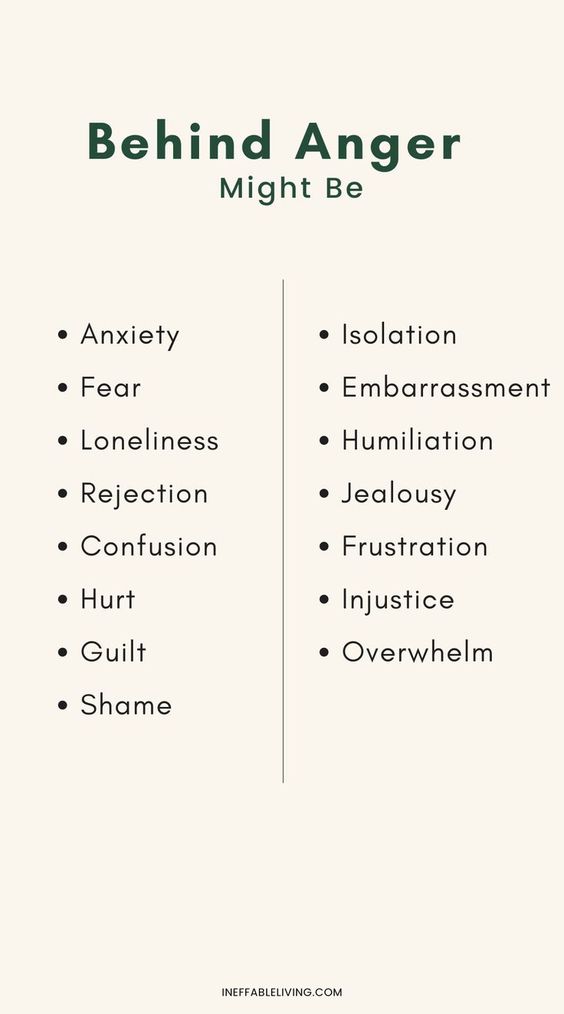 Behind Anger
Might Be
• Anxiety
• Fear
• Loneliness
• Rejection
• Confusion
• Hurt
• Guilt
• Shame
• Isolation
• Embarrassment
• Humiliation
• Jealousy
• Frustration
• Injustice
• Overwhelm
INEFFABLELIVING.COM